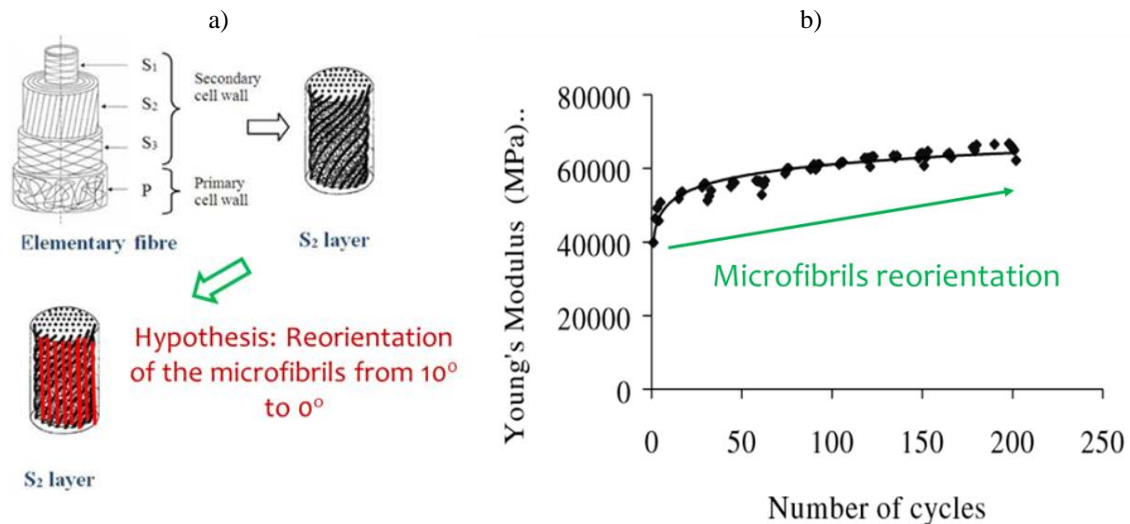 a)
S₁
S₂
S₃
P
Secondary
cell wall
Primary
cell wall
Elementary fibre
S₂ layer
Hypothesis: Reorientation
of the microfibrils from 10°
to 0°
S₂ layer
b)
Young's Modulus (MPa)..
80000
60000
40000
20000
0
Microfibrils reorientation
0 50 100 150 200 250
Number of cycles